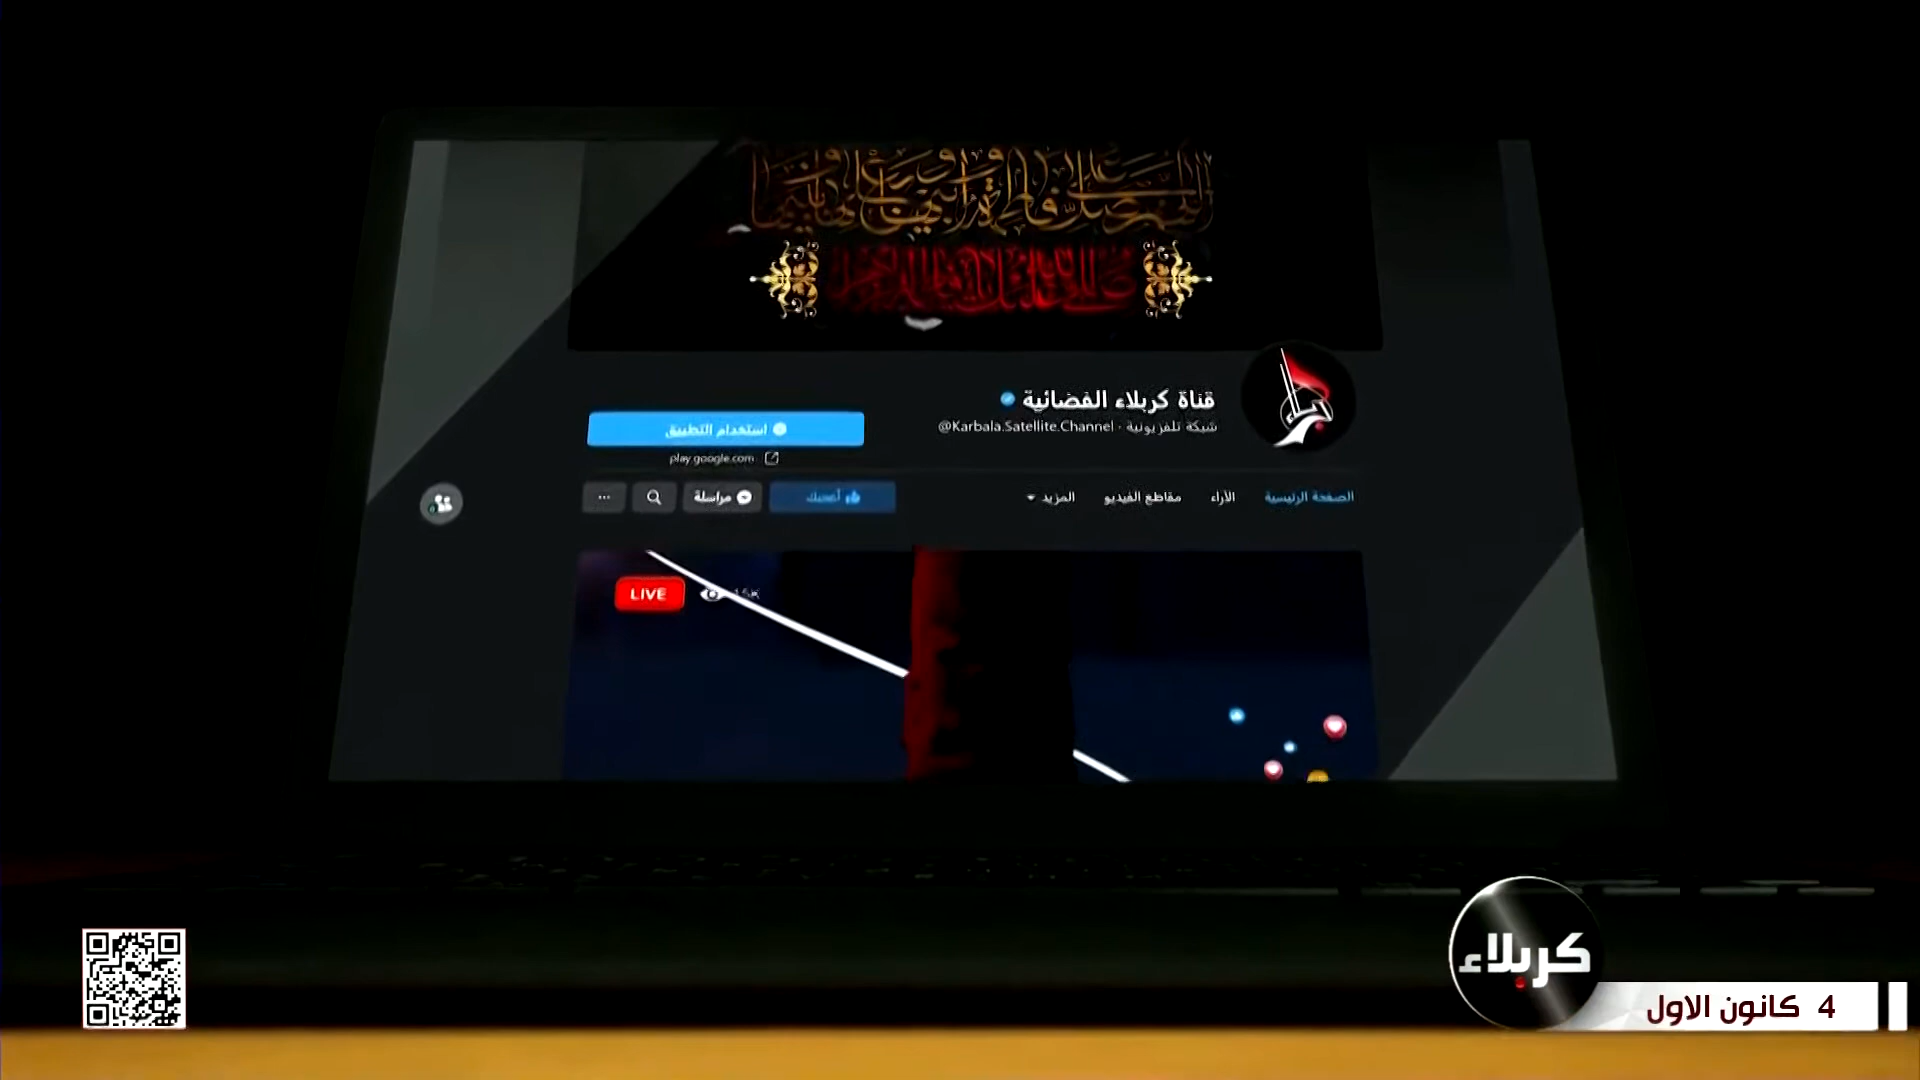 قناة كربلاء الفضائية
شبكة تلفزيونية · @Karbala.Satellite.Channel
استخدام التطبيق
play.google.com
الصفحة الرئيسية
الآراء
مقاطع الفيديو
المزيد
أعجبك
مراسلة
LIVE
كربلاء
4 كانون الاول